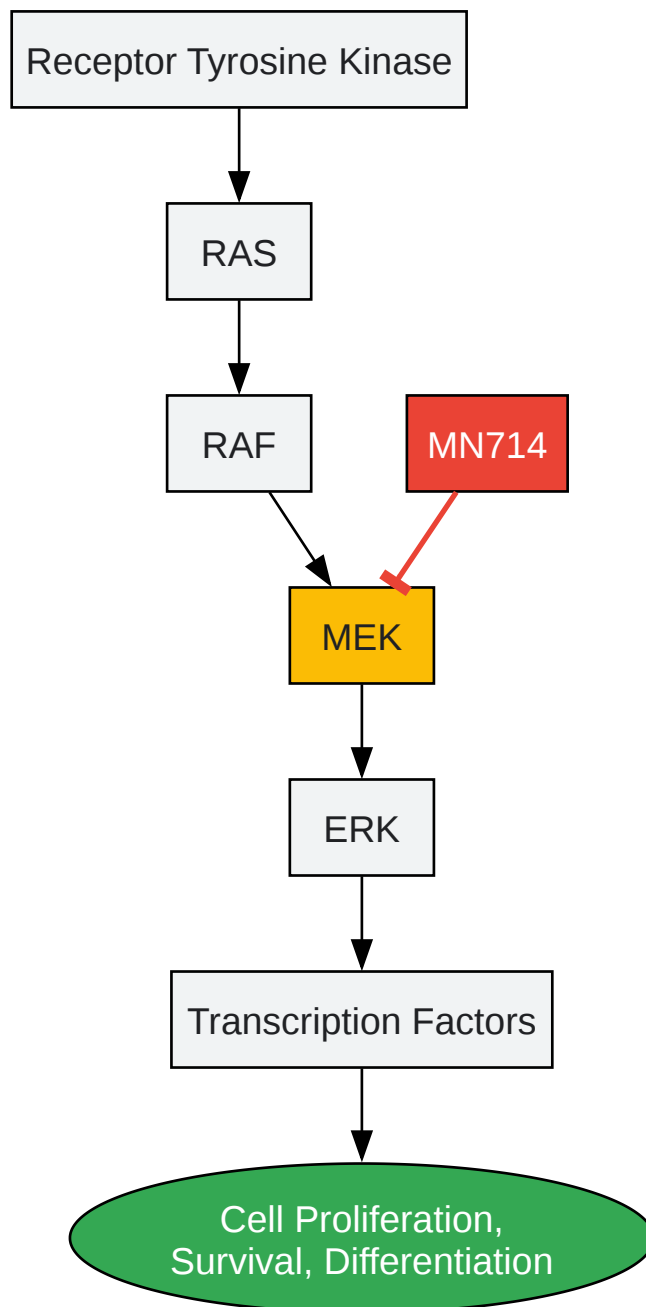 Receptor Tyrosine Kinase
RAS
RAF
MN714
MEK
ERK
Transcription Factors
Cell Proliferation,
Survival, Differentiation